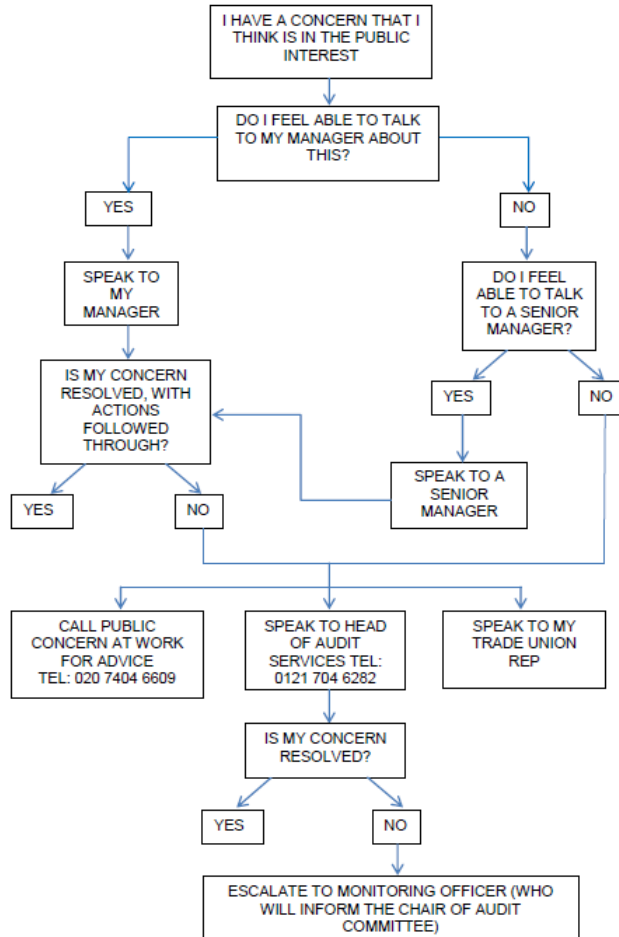 I HAVE A CONCERN THAT I
THINK IS IN THE PUBLIC
INTEREST
DO I FEEL ABLE TO TALK
TO MY MANAGER ABOUT
THIS?
YES
NO
SPEAK TO
MY
MANAGER
DO I FEEL
ABLE TO TALK
TO A SENIOR
MANAGER?
IS MY CONCERN
RESOLVED, WITH
ACTIONS
FOLLOWED
THROUGH?
YES
NO
SPEAK TO A
SENIOR
MANAGER
YES
NO
CALL PUBLIC
CONCERN AT WORK
FOR ADVICE
TEL: 020 7404 6609
SPEAK TO HEAD
OF AUDIT
SERVICES TEL:
0121 704 6282
SPEAK TO MY
TRADE UNION
REP
IS MY CONCERN
RESOLVED?
YES
NO
ESCALATE TO MONITORING OFFICER (WHO
WILL INFORM THE CHAIR OF AUDIT
COMMITTEE)